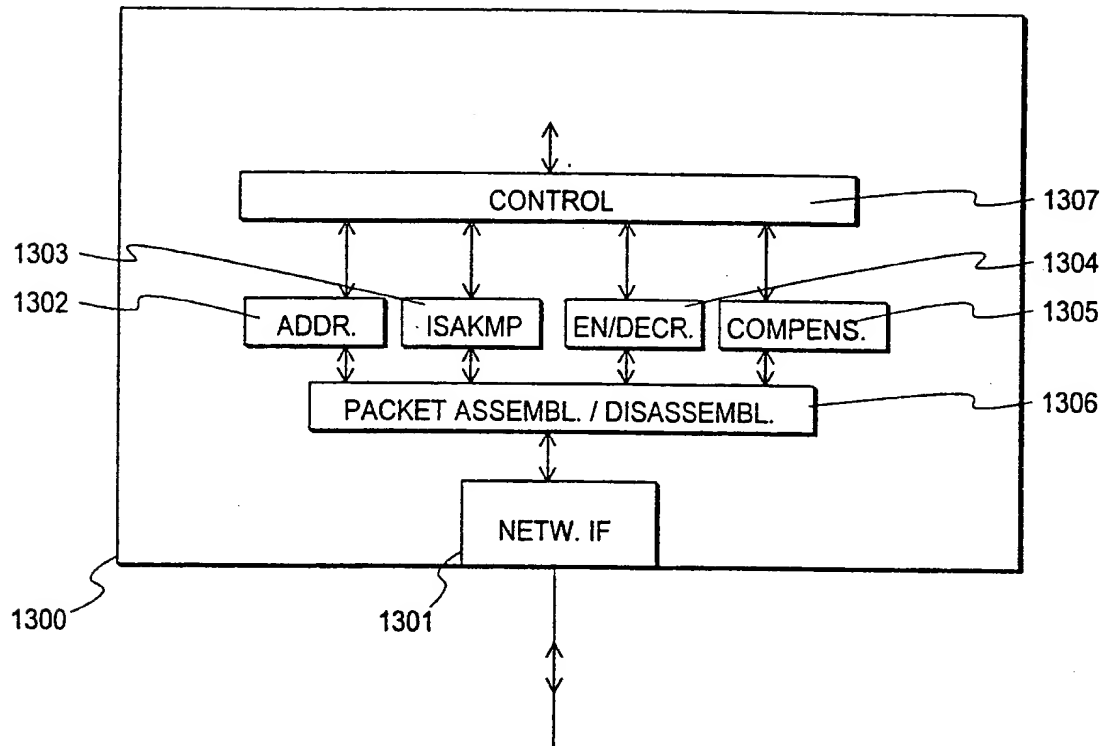 CONTROL
1307
1303
1304
1302
ADDR.
ISAKMP
EN/DECR.
COMPENS.
1305
PACKET ASSEMBL. / DISASSEMBL.
1306
NETW. IF
1300
1301